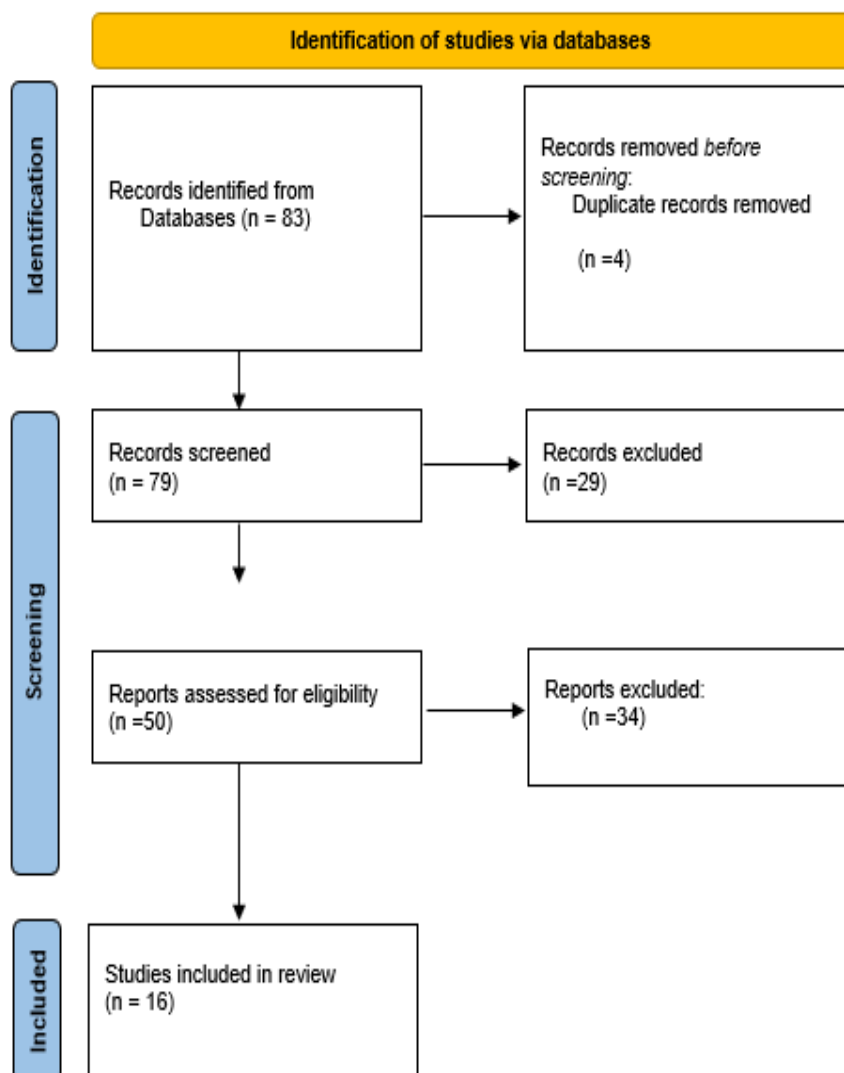 Identification of studies via databases
Identification
Records identified from
Databases (n = 83)
Records removed before
screening:
Duplicate records removed
(n =4)
Screening
Records screened
(n = 79)
Records excluded
(n =29)
Reports assessed for eligibility
(n =50)
Reports excluded:
(n =34)
Included
Studies included in review
(n = 16)